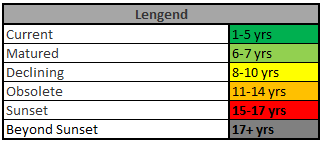 Lengend
Current 1-5 yrs
Matured 6-7 yrs
Declining 8-10 yrs
Obsolete 11-14 yrs
Sunset 15-17 yrs
Beyond Sunset 17+ yrs